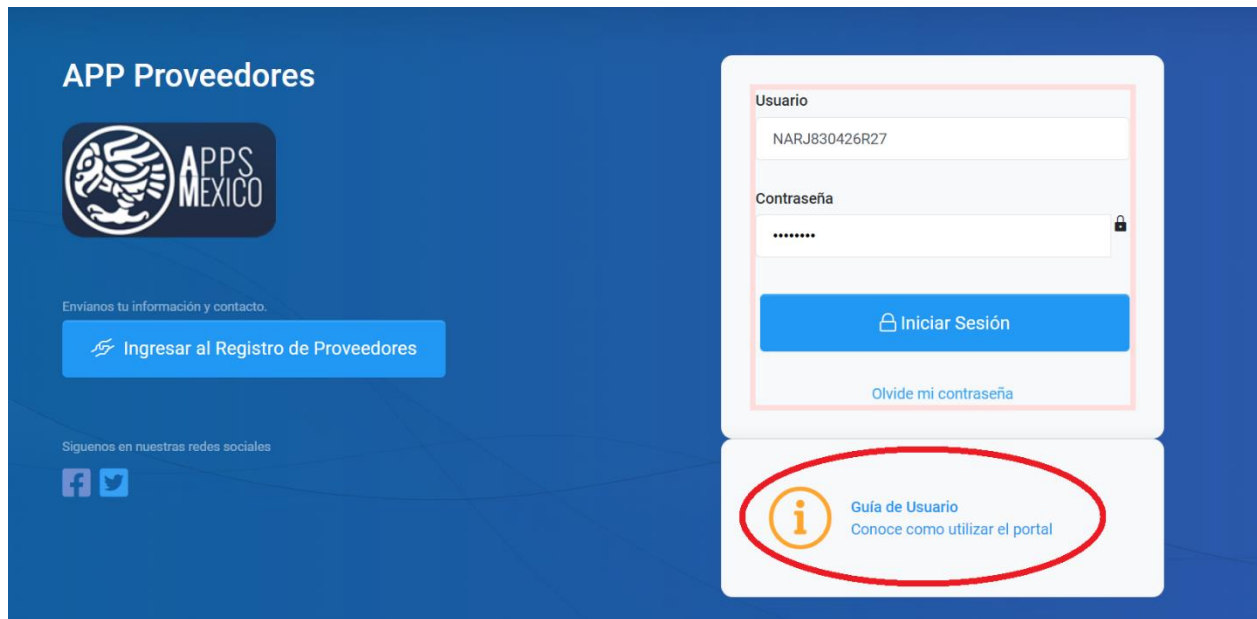 APP Proveedores
APPS
MEXICO
Envíanos tu información y contacto.
Ingresar al Registro de Proveedores
Siguenos en nuestras redes sociales
Usuario
NARJ830426R27
Contraseña
••••••••
Iniciar Sesión
Olvide mi contraseña
Guía de Usuario
Conoce como utilizar el portal